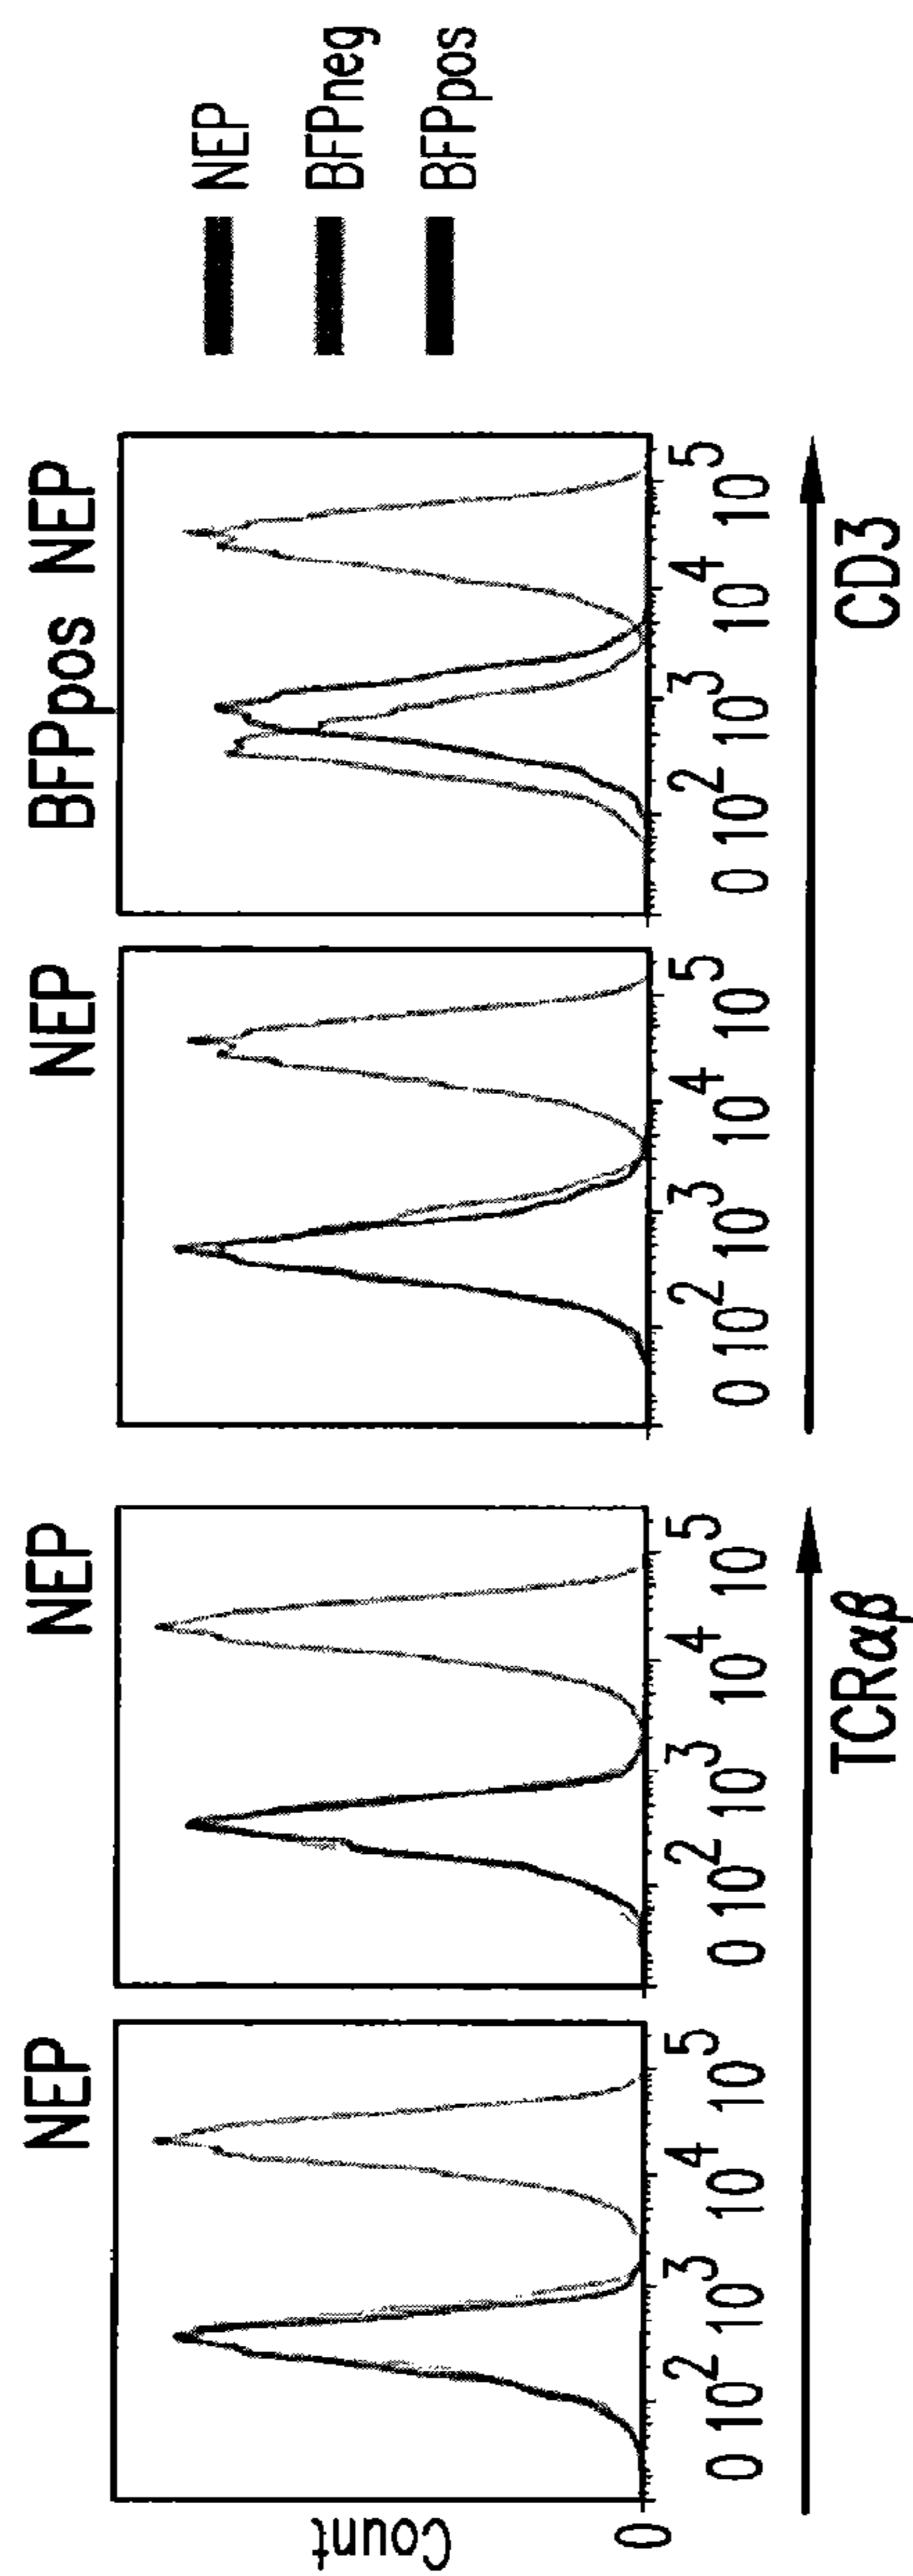 NEP
NEP
NEP
BFPpos NEP
Count
0
0 10² 10³ 10⁴ 10⁵
0 10² 10³ 10⁴ 10⁵
0 10² 10³ 10⁴ 10⁵
0 10² 10³ 10⁴ 10⁵
TCRαβ
CD3
NEP
BFPneg
BFPpos